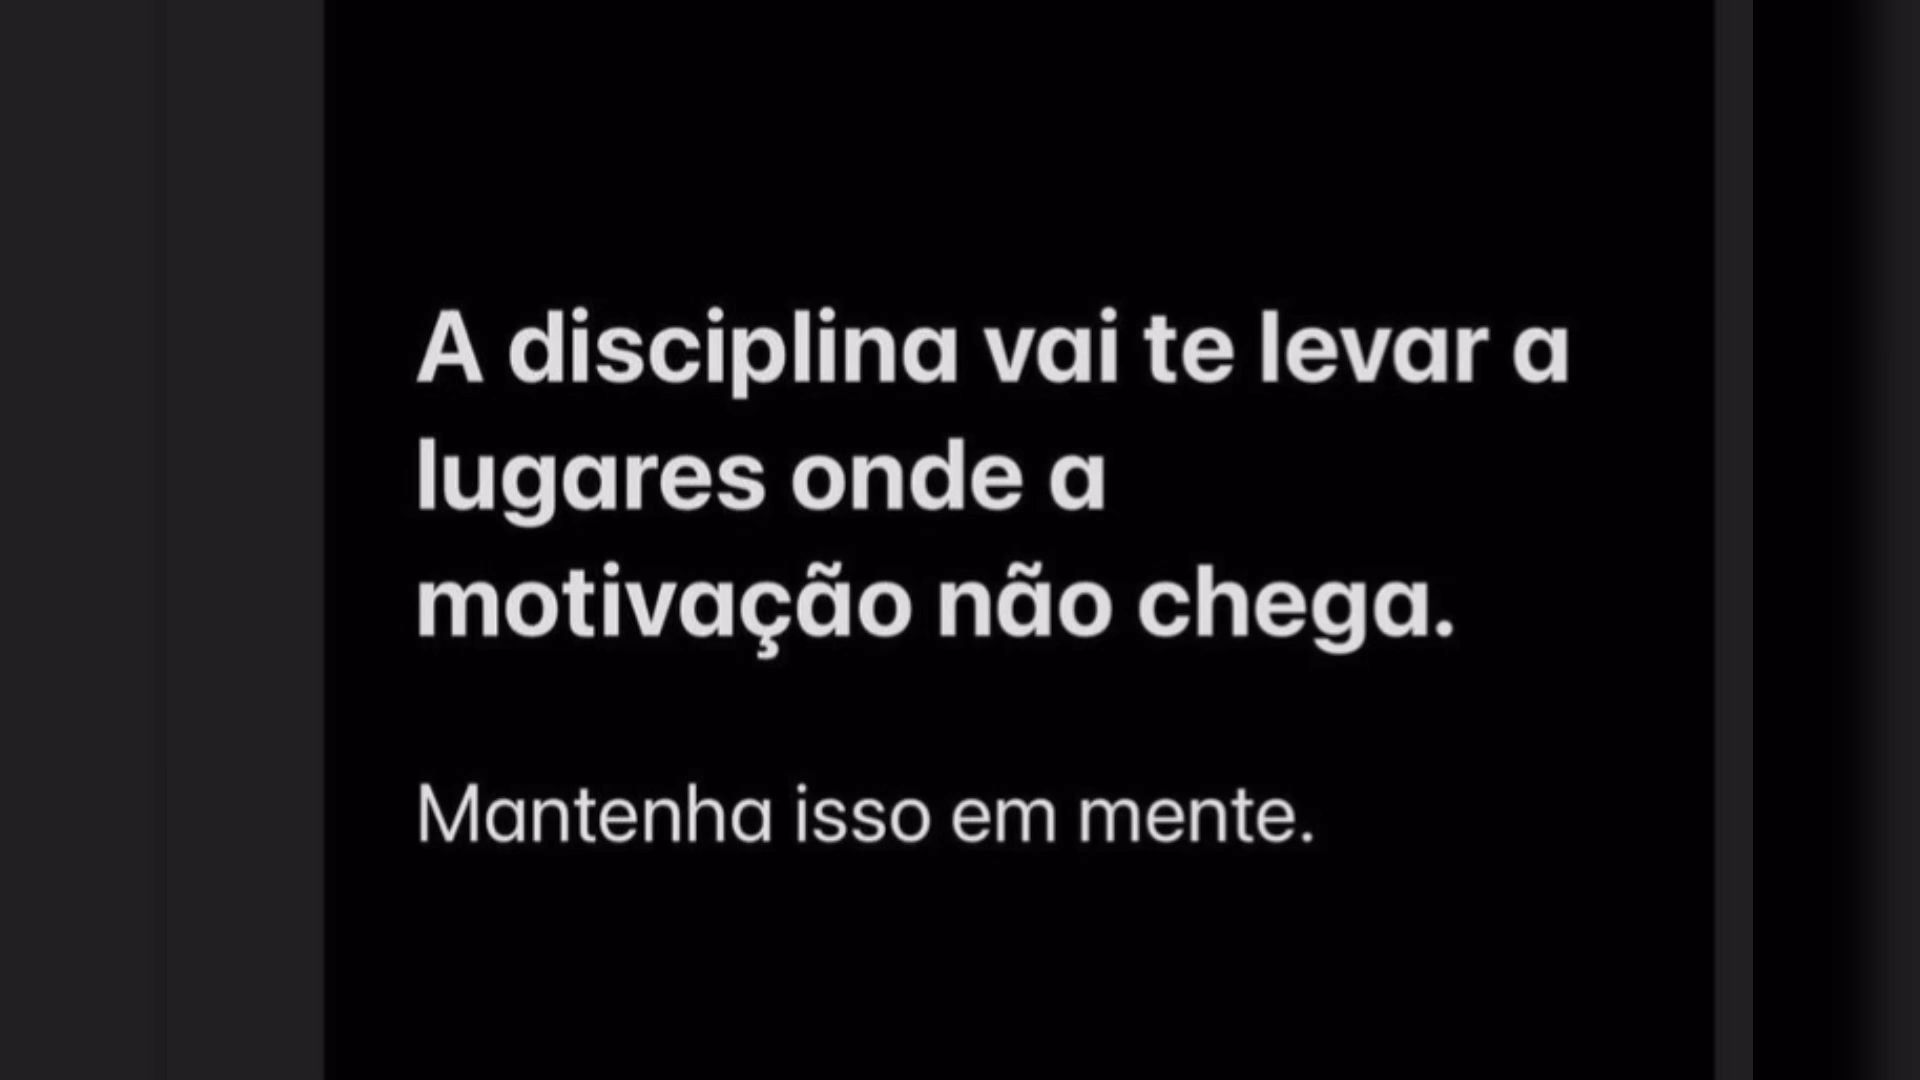 A disciplina vai te levar a
lugares onde a
motivação não chega.
Mantenha isso em mente.